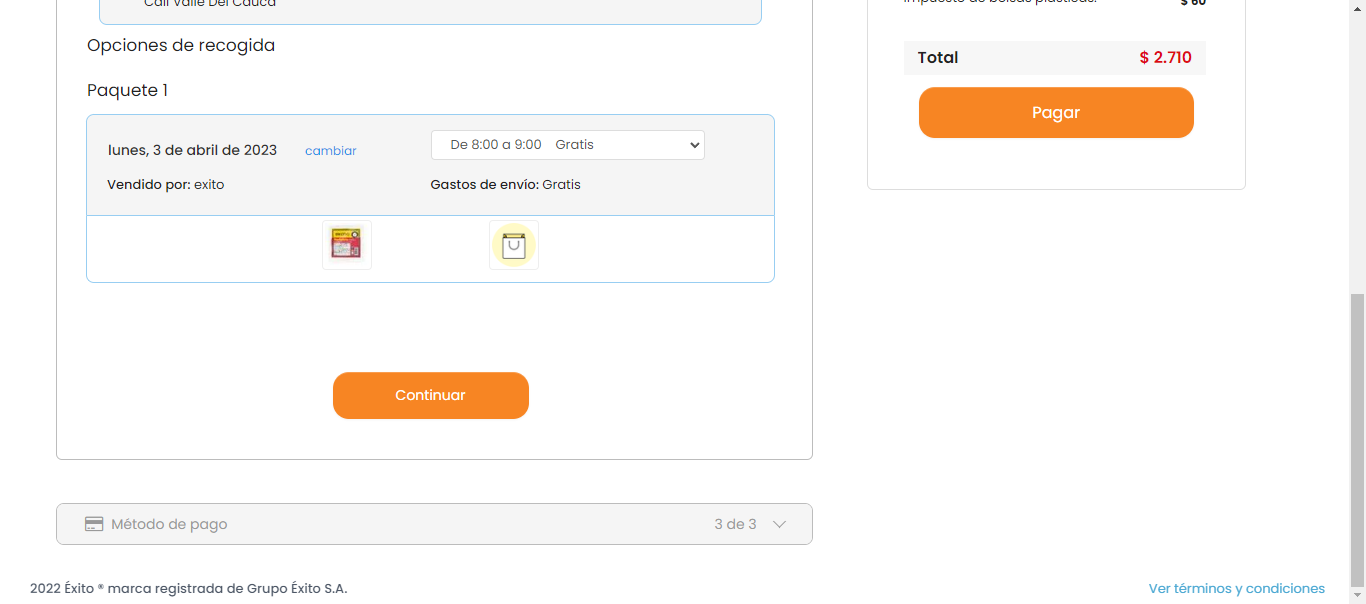 Cali Valle Del Cauca
Opciones de recogida
Paquete 1
lunes, 3 de abril de 2023 cambiar
De 8:00 a 9:00 Gratis
Vendido por: exito
Gastos de envío: Gratis
Continuar
Método de pago
3 de 3
Impuesto de bolsas plásticas: $ 60
Total $ 2.710
Pagar
2022 Éxito ® marca registrada de Grupo Éxito S.A.
Ver términos y condiciones